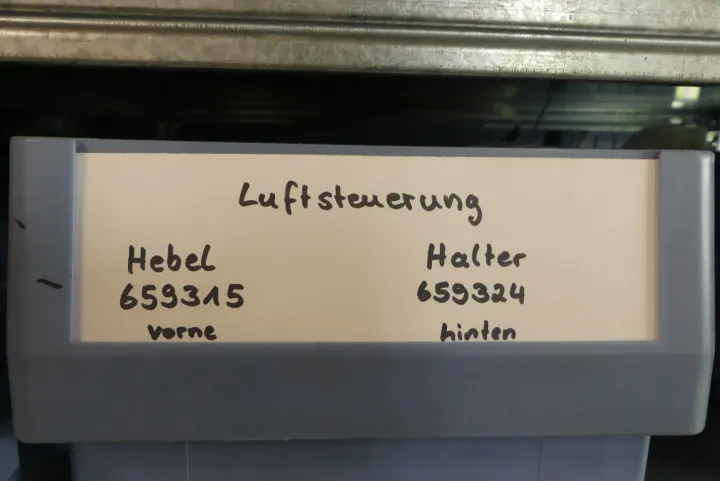 Luftsteuerung
Hebel Halter
659315 659324
vorne hinten